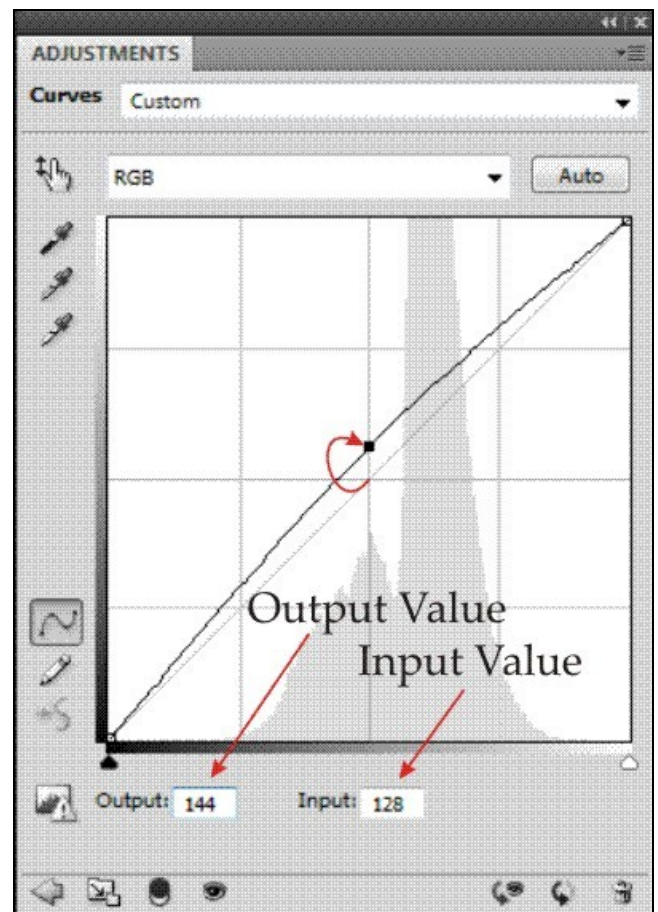 ADJUSTMENTS
Curves Custom
RGB Auto
Output Value
Input Value
Output: 144 Input: 128